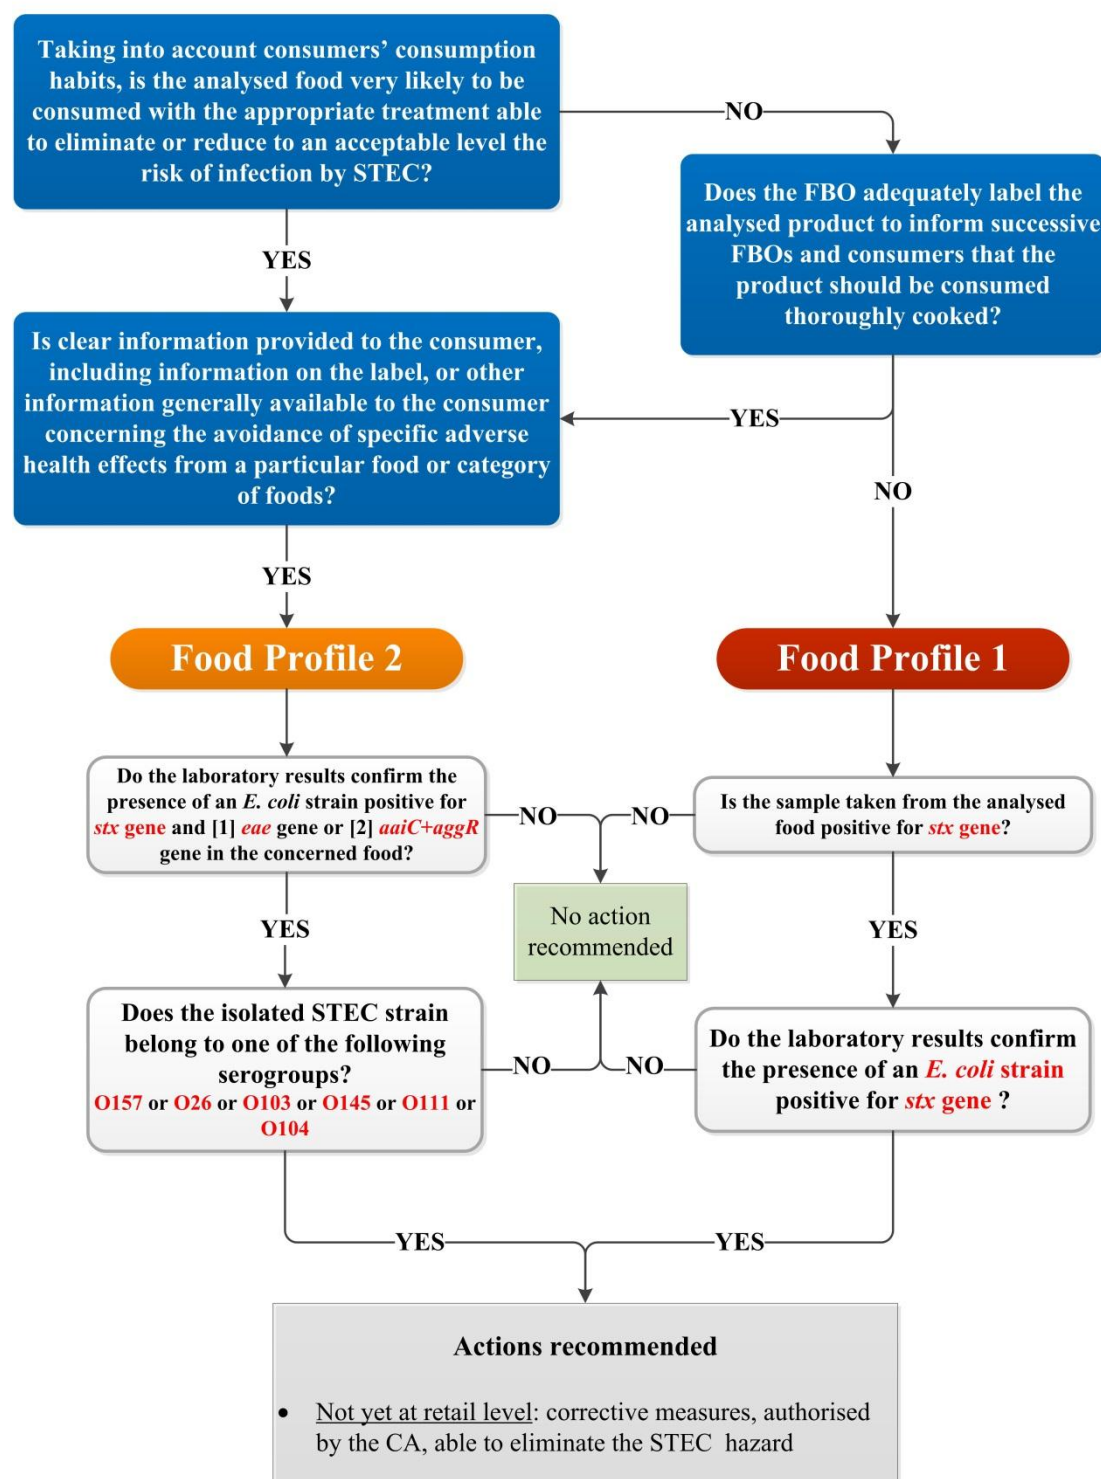 Taking into account consumers’ consumption
habits, is the analysed food very likely to be
consumed with the appropriate treatment able
to eliminate or reduce to an acceptable level the
risk of infection by STEC?
NO
Does the FBO adequately label the
analysed product to inform successive
FBOs and consumers that the
product should be consumed
thoroughly cooked?
YES
Is clear information provided to the consumer,
including information on the label, or other
information generally available to the consumer
concerning the avoidance of specific adverse
health effects from a particular food or category
of foods?
YES
NO
YES
Food Profile 2
Food Profile 1
Do the laboratory results confirm the
presence of an E. coli strain positive for
stx gene and [1] eae gene or [2] aaiC+aggR
gene in the concerned food?
NO
NO
Is the sample taken from the analysed
food positive for stx gene?
No action
recommended
YES
YES
Does the isolated STEC strain
belong to one of the following
serogroups?
O157 or O26 or O103 or O145 or O111 or
O104
NO
NO
Do the laboratory results confirm
the presence of an E. coli strain
positive for stx gene ?
YES
YES
Actions recommended
• Not yet at retail level: corrective measures, authorised
by the CA, able to eliminate the STEC hazard